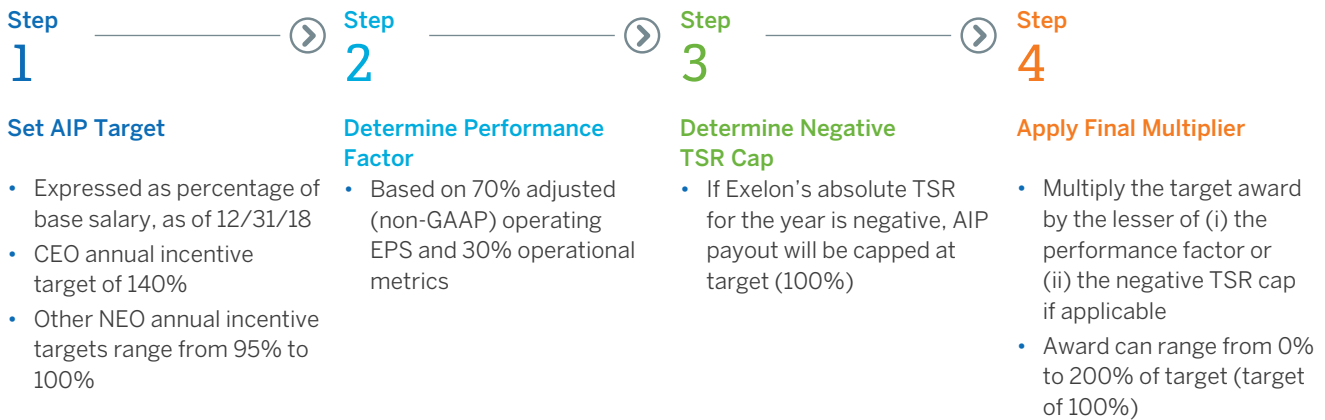 Step
1
Set AIP Target
• Expressed as percentage of
base salary, as of 12/31/18
• CEO annual incentive
target of 140%
• Other NEO annual incentive
targets range from 95% to
100%
Step
2
Determine Performance
Factor
• Based on 70% adjusted
(non-GAAP) operating
EPS and 30% operational
metrics
Step
3
Determine Negative
TSR Cap
• If Exelon’s absolute TSR
for the year is negative, AIP
payout will be capped at
target (100%)
Step
4
Apply Final Multiplier
• Multiply the target award
by the lesser of (i) the
performance factor or
(ii) the negative TSR cap
if applicable
• Award can range from 0%
to 200% of target (target
of 100%)